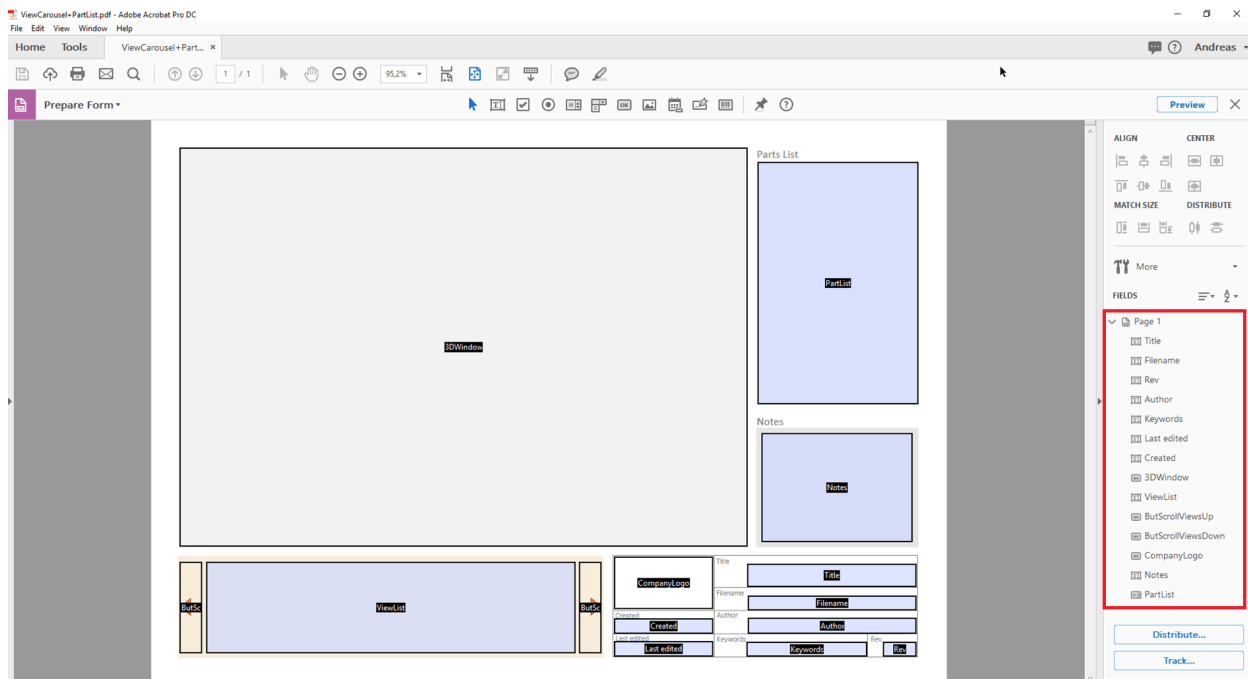 ViewCarousel+PartList.pdf - Adobe Acrobat Pro DC
File Edit View Window Help
Home Tools ViewCarousel+Part... × Andreas
1 / 1 95,2%
Prepare Form Preview
Parts List
PartList
3DWindow
Notes
Notes
ButSc
ViewList
ButSc
CompanyLogo
Title
Title
Filename
Filename
Created
Created
Author
Author
Last edited
Last edited
Keywords
Keywords
Rev
Rev
ALIGN CENTER
MATCH SIZE DISTRIBUTE
More
FIELDS
Page 1
Title
Filename
Rev
Author
Keywords
Last edited
Created
3DWindow
ViewList
ButScrollViewsUp
ButScrollViewsDown
CompanyLogo
Notes
PartList
Distribute...
Track...